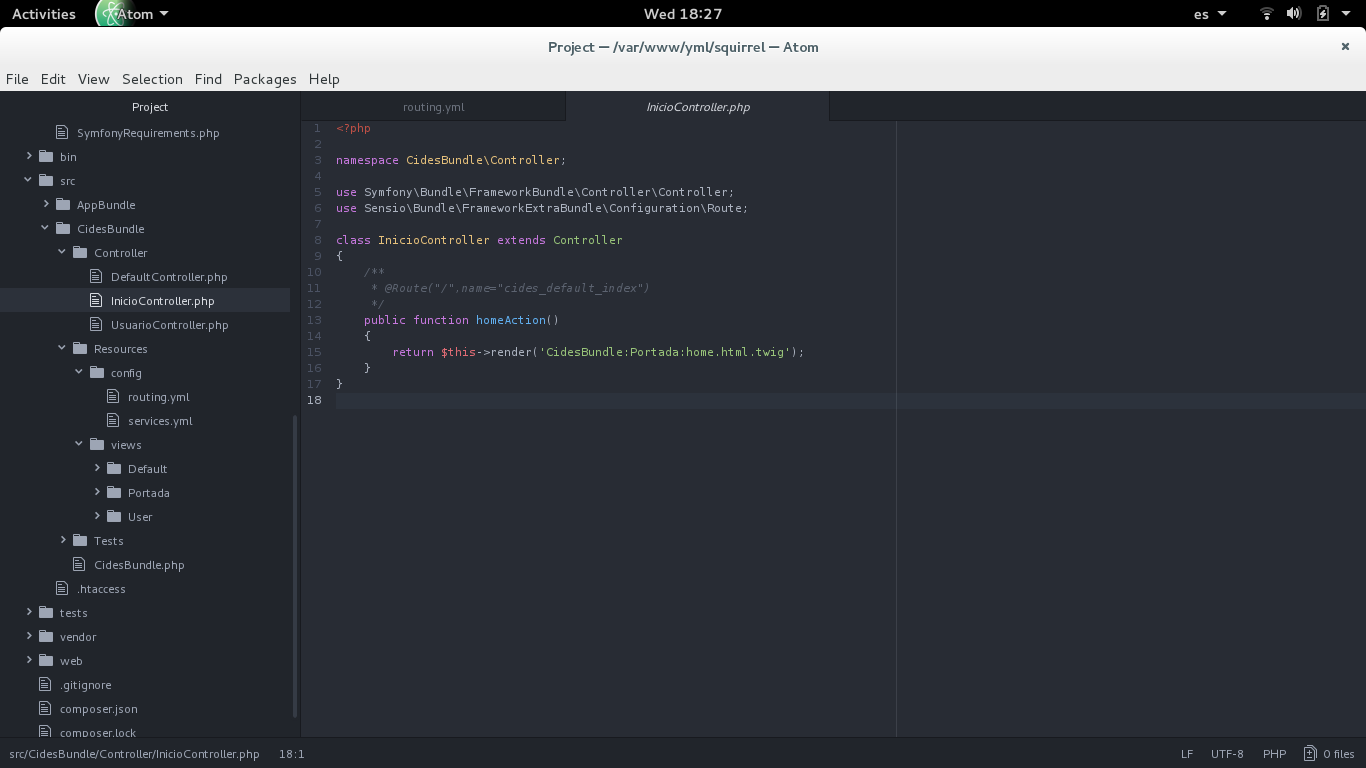 Activities Atom Wed 18:27 es
Project — /var/www/yml/squirrel — Atom ×
File Edit View Selection Find Packages Help
Project
SymfonyRequirements.php
bin
src
AppBundle
CidesBundle
Controller
DefaultController.php
InicioController.php
UsuarioController.php
Resources
config
routing.yml
services.yml
views
Default
Portada
User
Tests
CidesBundle.php
.htaccess
tests
vendor
web
.gitignore
composer.json
composer.lock
routing.yml InicioController.php
1 <?php
2
3 namespace CidesBundle\Controller;
4
5 use Symfony\Bundle\FrameworkBundle\Controller\Controller;
6 use Sensio\Bundle\FrameworkExtraBundle\Configuration\Route;
7
8 class InicioController extends Controller
9 {
10 /**
11 * @Route("/",name="cides_default_index")
12 */
13 public function homeAction()
14 {
15 return $this->render('CidesBundle:Portada:home.html.twig');
16 }
17 }
18
src/CidesBundle/Controller/InicioController.php 18:1 LF UTF-8 PHP 0 files